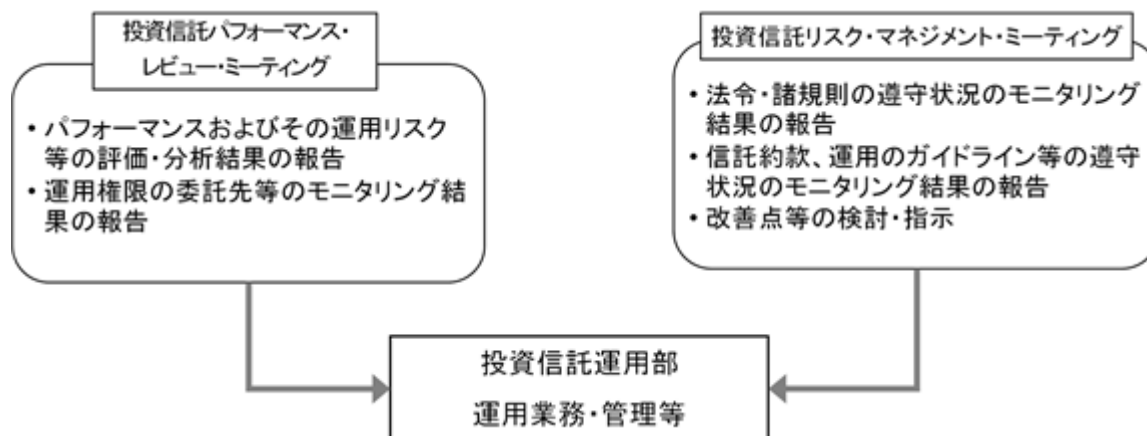 投資信託パフォーマンス・
レビュー・ミーティング
・パフォーマンスおよびその運用リスク
等の評価・分析結果の報告
・運用権限の委託先等のモニタリング結
果の報告
投資信託リスク・マネジメント・ミーティング
・法令・諸規則の遵守状況のモニタリング
結果の報告
・信託約款、運用のガイドライン等の遵守
状況のモニタリング結果の報告
・改善点等の検討・指示
投資信託運用部
運用業務・管理等